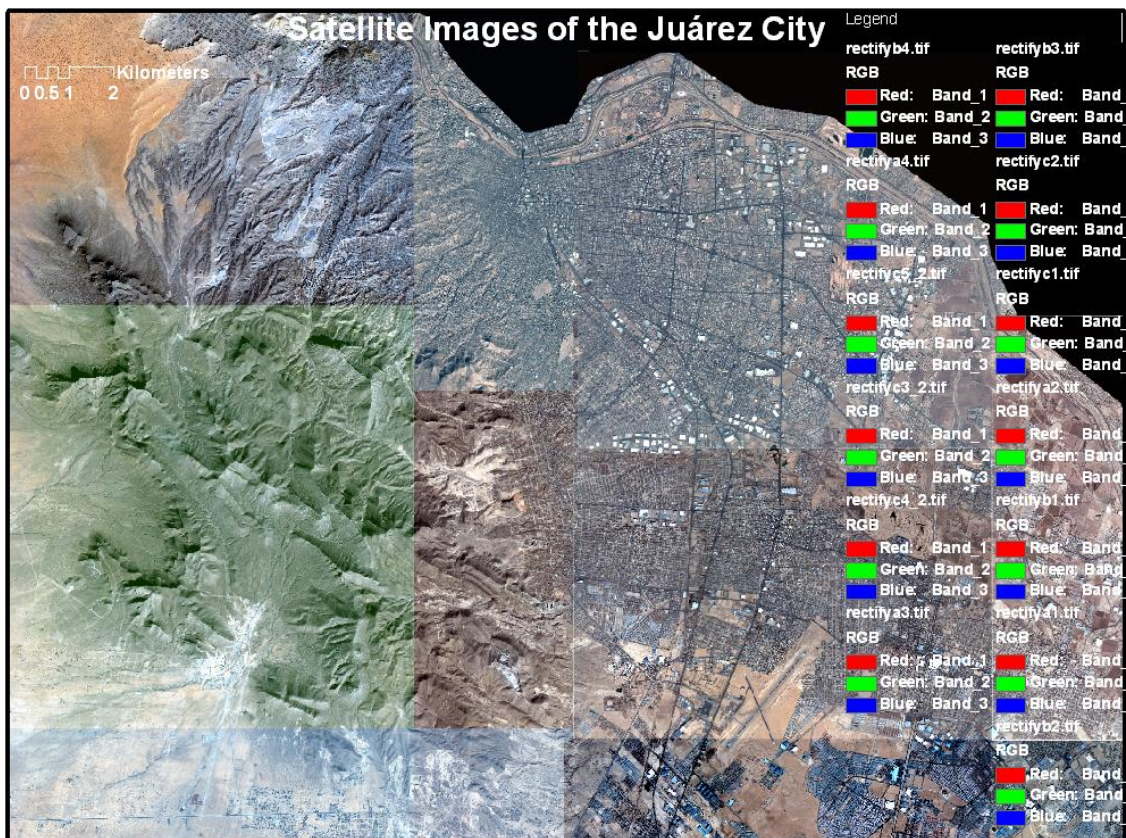 Satellite Images of the Juárez City
Kilometers
0 0.5 1 2
Legend
rectifyb4.tif
RGB
Red: Band_1
Green: Band_2
Blue: Band_3
rectifya4.tif
RGB
Red: Band_1
Green: Band_2
Blue: Band_3
rectifyc5_2.tif
RGB
Red: Band_1
Green: Band_2
Blue: Band_3
rectifyc3_2.tif
RGB
Red: Band_1
Green: Band_2
Blue: Band_3
rectifyc4_2.tif
RGB
Red: Band_1
Green: Band_2
Blue: Band_3
rectifya3.tif
RGB
Red: Band_1
Green: Band_2
Blue: Band_3
rectifyb3.tif
RGB
Red: Band_
Green: Band_
Blue: Band_
rectifyc2.tif
RGB
Red: Band_
Green: Band_
Blue: Band_
rectifyc1.tif
RGB
Red: Band_
Green: Band_
Blue: Band_
rectifya2.tif
RGB
Red: Band_
Green: Band_
Blue: Band_
rectifyb1.tif
RGB
Red: Band_
Green: Band_
Blue: Band_
rectifya1.tif
RGB
Red: Band_
Green: Band_
Blue: Band_
rectifyb2.tif
RGB
Red: Band_
Green: Band_
Blue: Band_